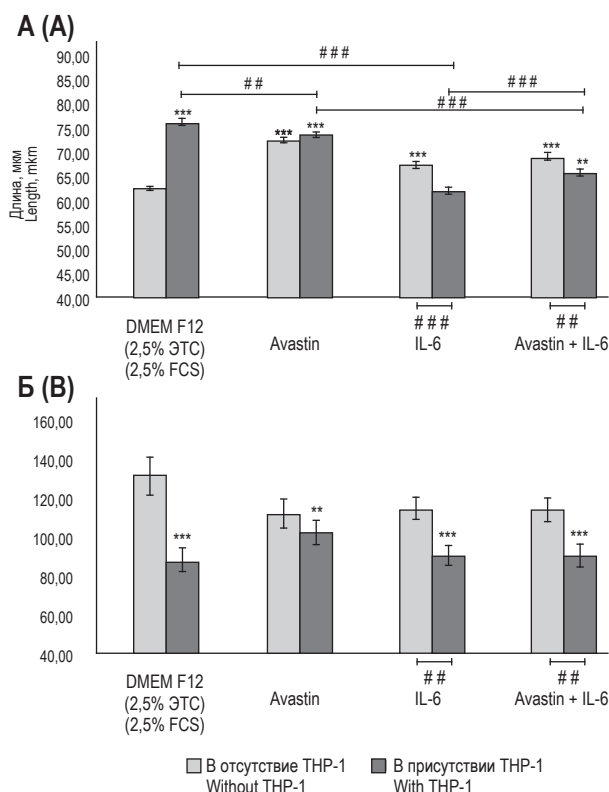 А (A)
###
##
###
###
Длина, мкм
Length, mkm
90,00
85,00
80,00
75,00
70,00
65,00
60,00
55,00
50,00
45,00
40,00
***
***
***
***
***
**
DMEM F12
(2,5% ЭТС)
(2,5% FCS)
Avastin
# # #
IL-6
# #
Avastin + IL-6
Б (B)
160,00
140,00
120,00
100,00
80,00
60,00
40,00
***
**
***
***
DMEM F12
(2,5% ЭТС)
(2,5% FCS)
Avastin
# #
IL-6
# #
Avastin + IL-6
В отсутствие THP-1
Without THP-1
В присутствии THP-1
With THP-1